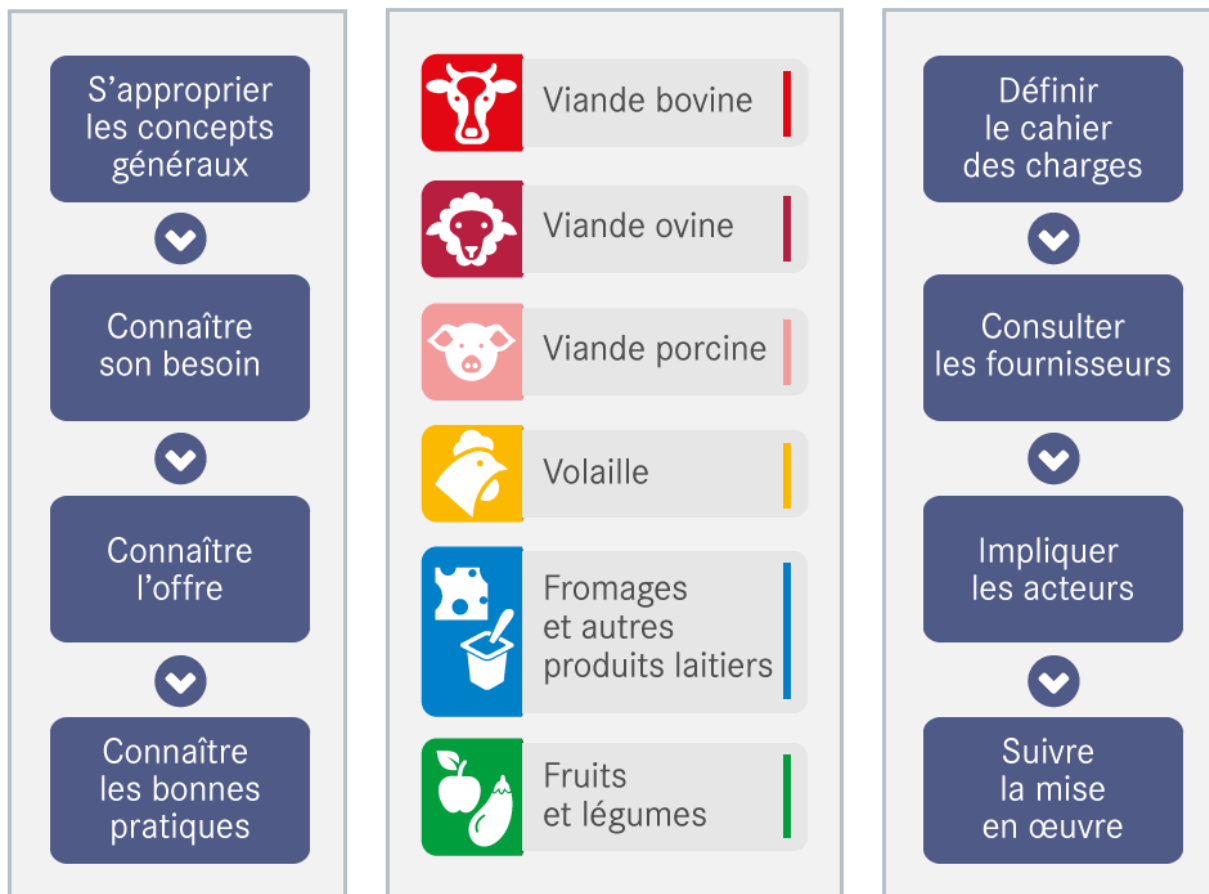 S’approprier
les concepts
généraux
Connaître
son besoin
Connaître
l’offre
Connaître
les bonnes
pratiques
Viande bovine
Viande ovine
Viande porcine
Volaille
Fromages
et autres
produits laitiers
Fruits
et légumes
Définir
le cahier
des charges
Consulter
les fournisseurs
Impliquer
les acteurs
Suivre
la mise
en œuvre